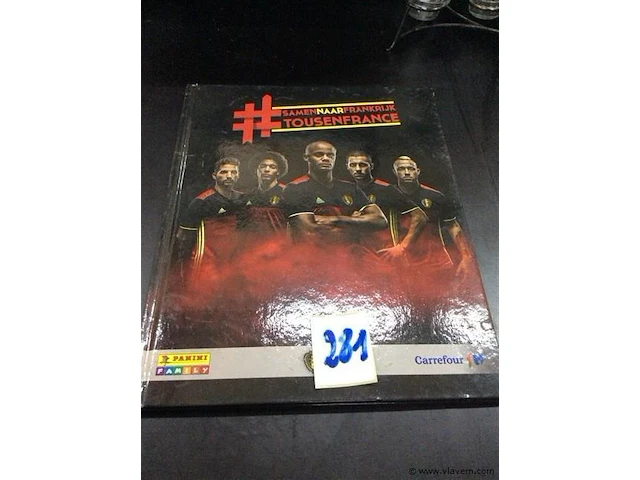 #SAMENNAARFRANKRIJK
TOUSENFRANCE
281
PANINI
FAMILY
Carrefour
© www.vlavem.com